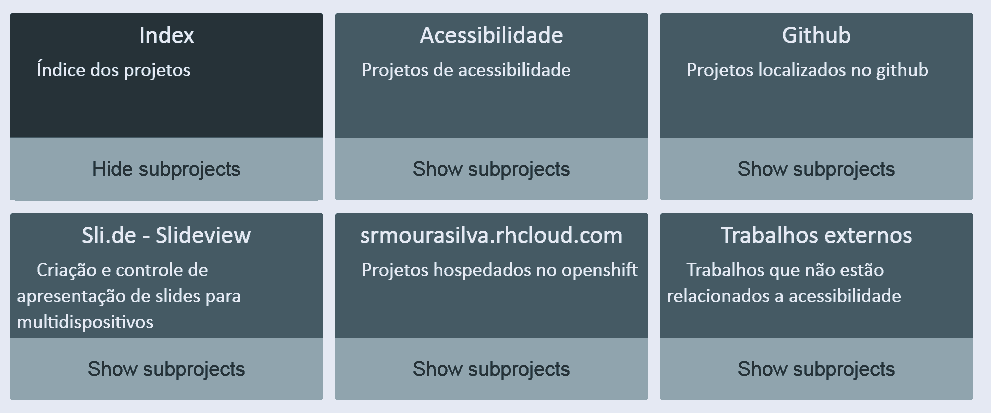 Index
Índice dos projetos
Hide subprojects
Acessibilidade
Projetos de acessibilidade
Show subprojects
Github
Projetos localizados no github
Show subprojects
Sli.de - Slideview
Criação e controle de
apresentação de slides para
multidispositivos
Show subprojects
srmourasilva.rhcloud.com
Projetos hospedados no openshift
Show subprojects
Trabalhos externos
Trabalhos que não estão
relacionados a acessibilidade
Show subprojects